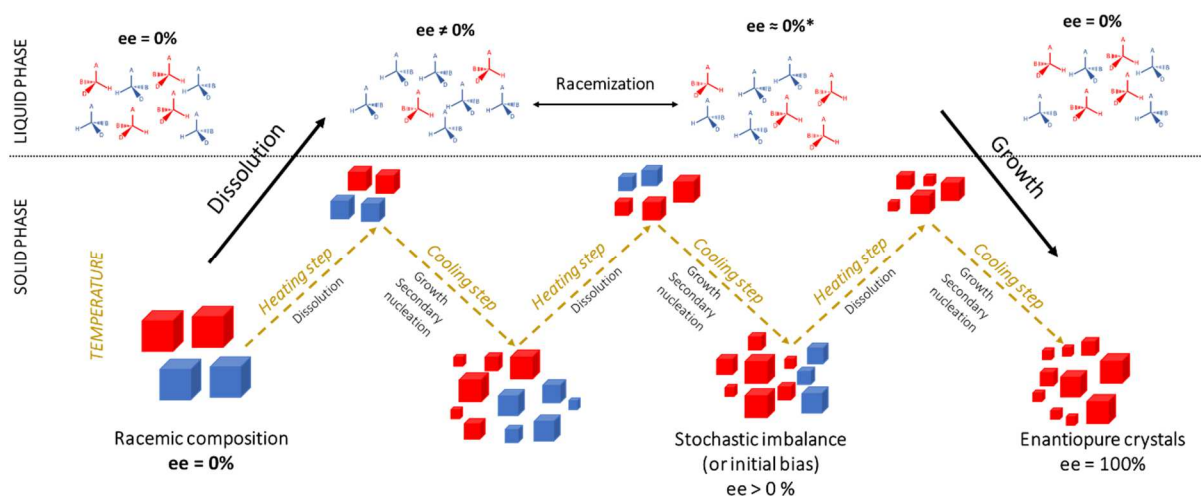 LIQUID PHASE
ee = 0%
ee ≠ 0%
ee ≈ 0%*
ee = 0%
Racemization
Dissolution
Growth
SOLID PHASE
TEMPERATURE
Heating step
Dissolution
Cooling step
Growth
Secondary
nucleation
Heating step
Dissolution
Cooling step
Growth
Secondary
nucleation
Heating step
Dissolution
Cooling step
Growth
Secondary
nucleation
Racemic composition
ee = 0%
Stochastic imbalance
(or initial bias)
ee > 0 %
Enantiopure crystals
ee = 100%